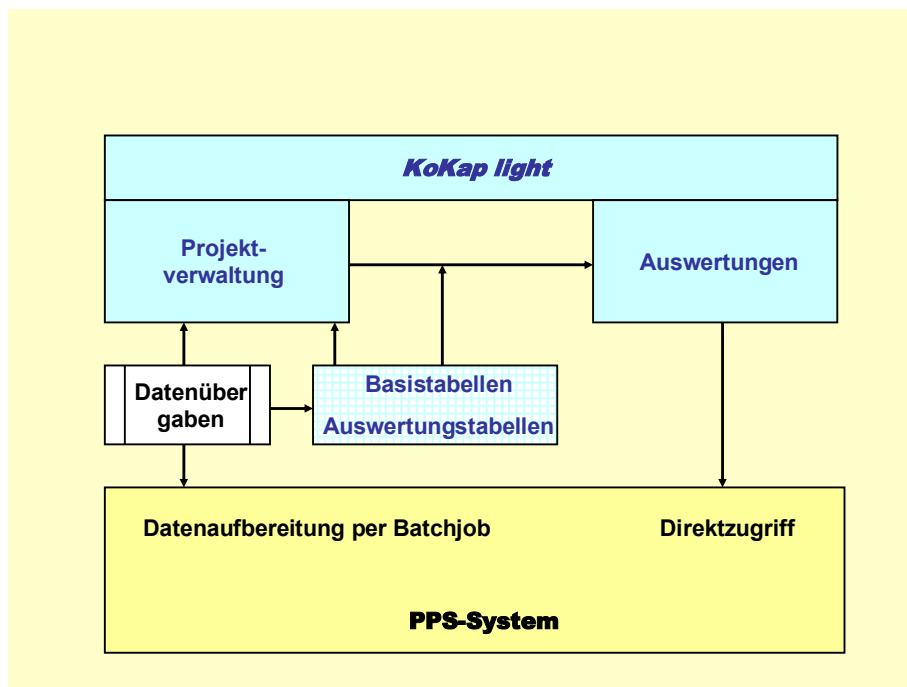 KoKap light
Projekt-
verwaltung
Auswertungen
Datenüber
gaben
Basistabellen
Auswertungstabellen
Datenaufbereitung per Batchjob
Direktzugriff
PPS-System